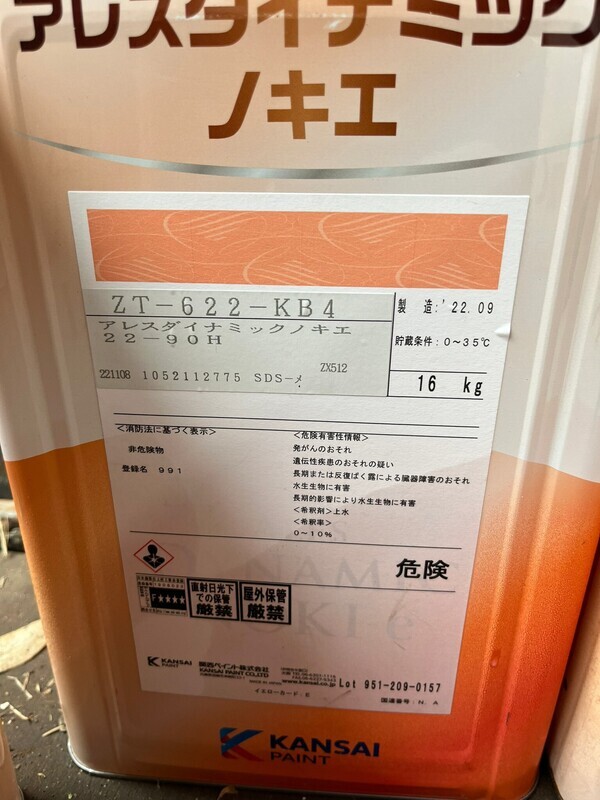 アレスダイナミック
ノキエ
ZT-622-KB4
アレスダイナミックノキエ
22-90H
221108 1052112775 SDS-メ
ZX512
製 造:'22.09
貯蔵条件:0~35℃
16 kg
<消防法に基づく表示>
非危険物
登録名 991
<危険有害性情報>
発がんのおそれ
遺伝性疾患のおそれの疑い
長期または反復ばく露による臓器障害のおそれ
水生生物に有害
長期的影響により水生生物に有害
<希釈剤>上水
<希釈率>
0~10%
危険
F☆☆☆☆
直射日光下
での保管
厳禁
屋外保管
厳禁
KANSAI
PAINT
関西ペイント株式会社
KANSAI PAINT CO.,LTD.
www.kansai.co.jp
Lot 951-209-0157
イエローカード-E
国連番号:N.A
KANSAI
PAINT